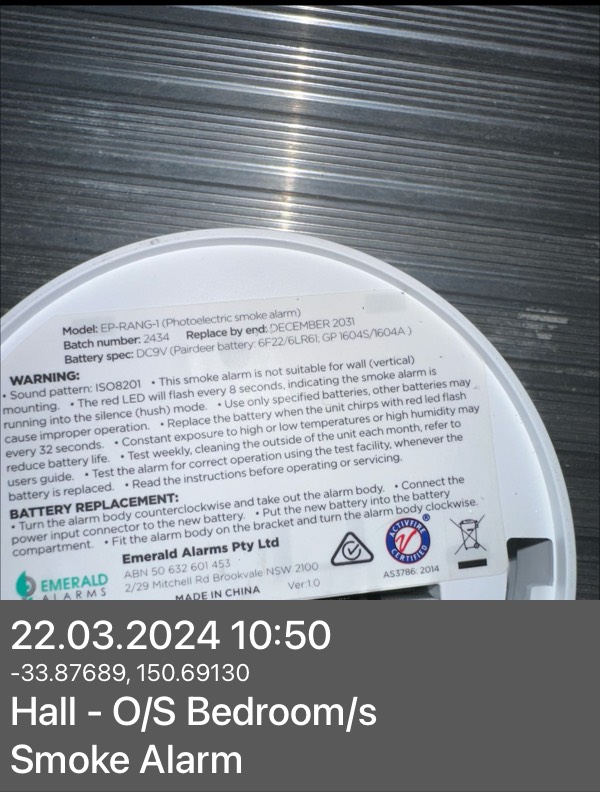 Model: EP-RANG-1 (Photoelectric smoke alarm)
Batch number: 2434 Replace by end: DECEMBER 2031
Battery spec: DC9V (Pairdeer battery: 6F22/6LR61; GP 1604S/1604A )
WARNING:
• Sound pattern: ISO8201 • This smoke alarm is not suitable for wall (vertical)
mounting. • The red LED will flash every 8 seconds, indicating the smoke alarm is
running into the silence (hush) mode. • Use only specified batteries, other batteries may
cause improper operation. • Replace the battery when the unit chirps with red led flash
every 32 seconds. • Constant exposure to high or low temperatures or high humidity may
reduce battery life. • Test weekly, cleaning the outside of the unit each month, refer to
users guide. • Test the alarm for correct operation using the test facility, whenever the
battery is replaced. • Read the instructions before operating or servicing.
BATTERY REPLACEMENT:
• Turn the alarm body counterclockwise and take out the alarm body. • Connect the
power input connector to the new battery. • Put the new battery into the battery
compartment. • Fit the alarm body on the bracket and turn the alarm body clockwise.
EMERALD
ALARMS
Emerald Alarms Pty Ltd
ABN 50 632 601 453
2/29 Mitchell Rd Brookvale NSW 2100
MADE IN CHINA Ver:1.0
ACTIVFIRE
CERTIFIED
®
AS3786: 2014
22.03.2024 10:50
-33.87689, 150.69130
Hall - O/S Bedroom/s
Smoke Alarm